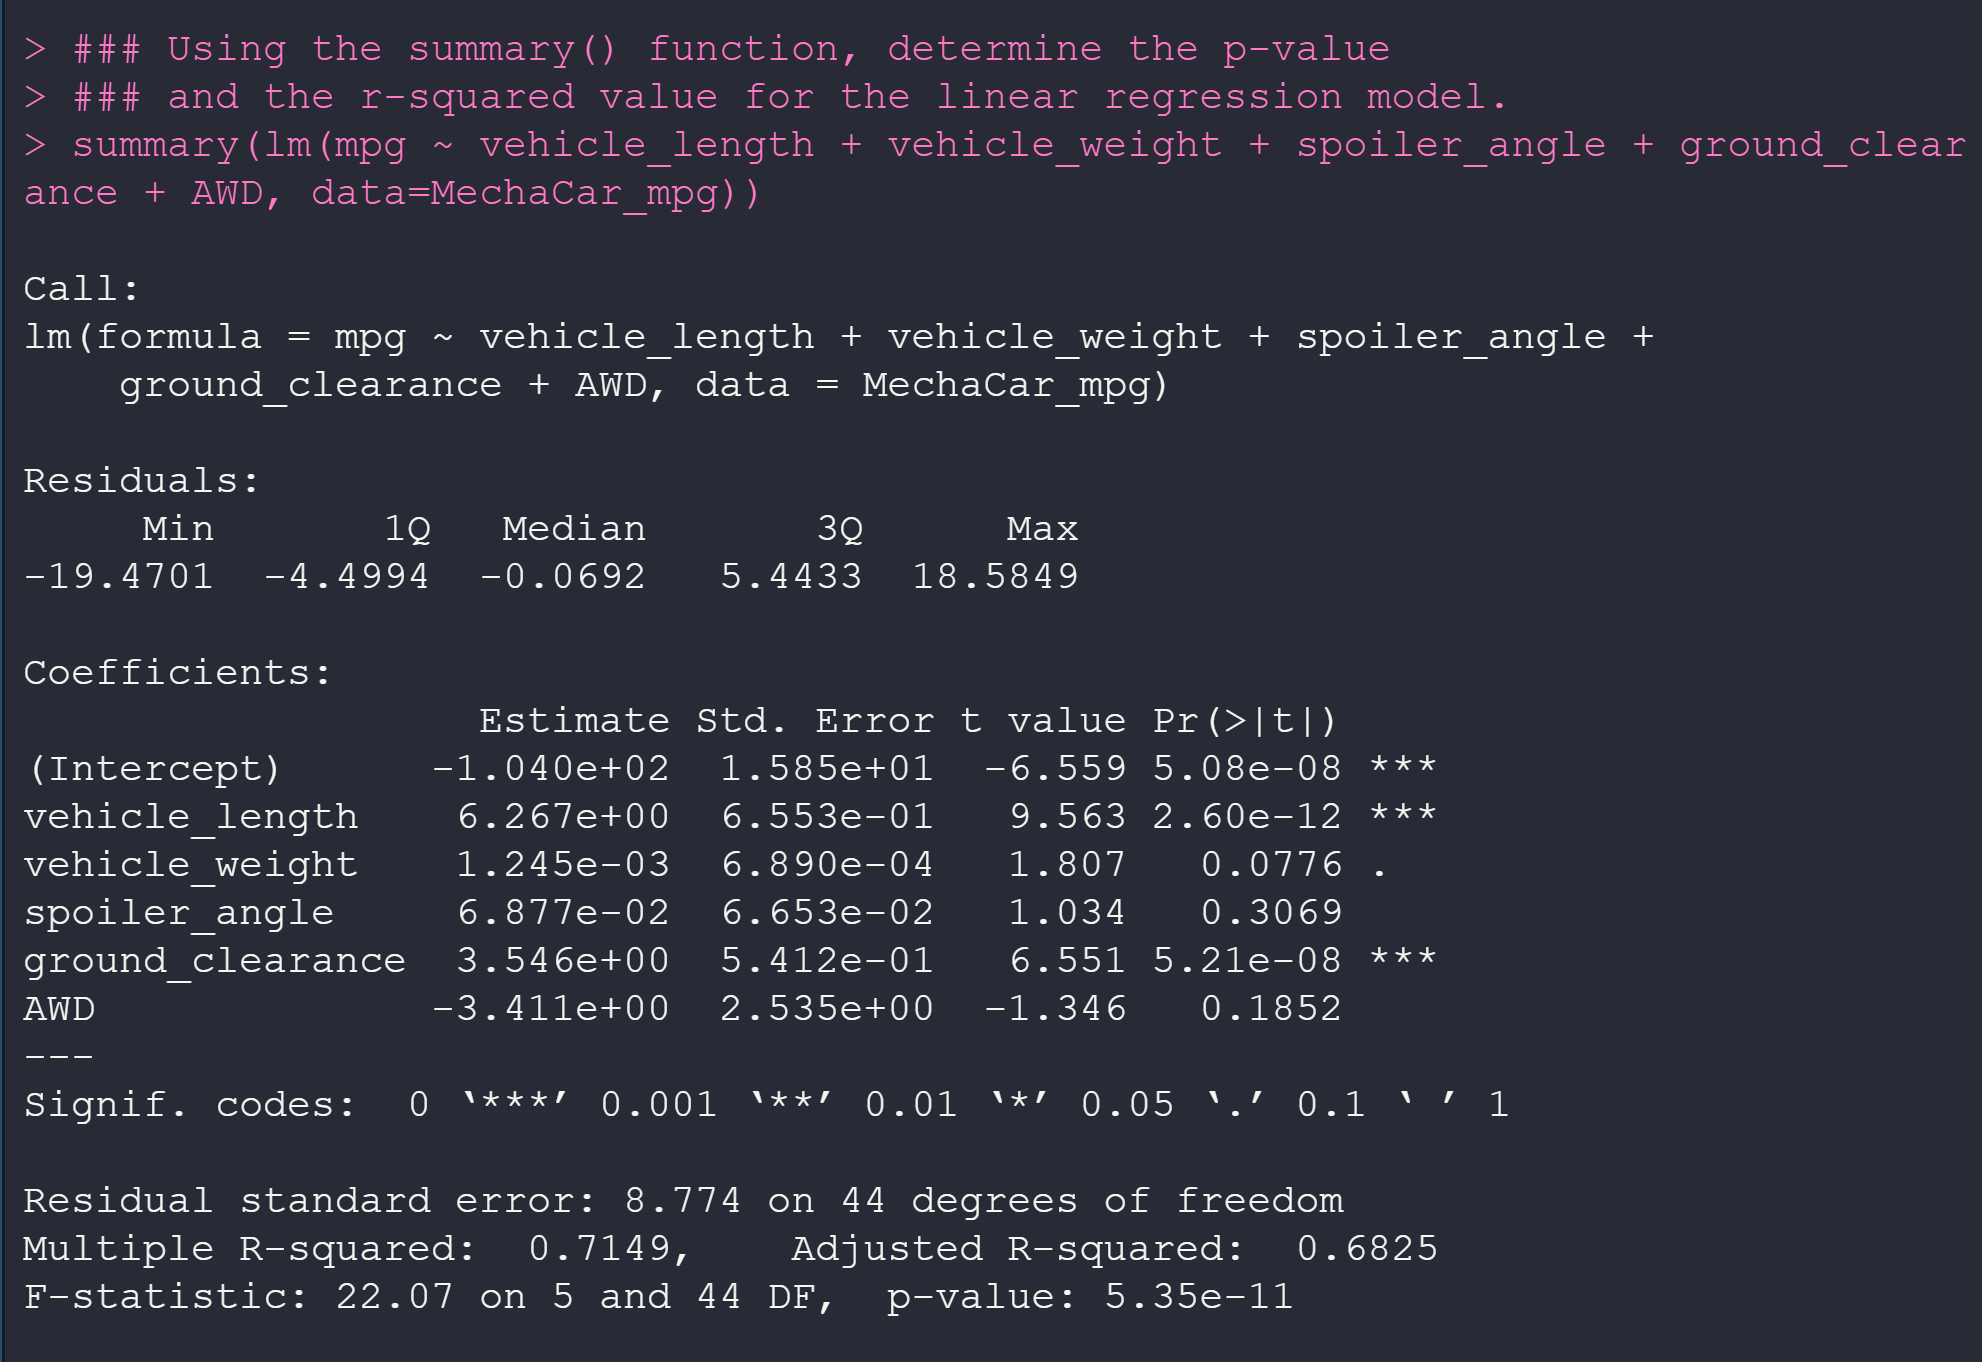 > ### Using the summary() function, determine the p-value
> ### and the r-squared value for the linear regression model.
> summary(lm(mpg ~ vehicle_length + vehicle_weight + spoiler_angle + ground_clear
ance + AWD, data=MechaCar_mpg))

Call:
lm(formula = mpg ~ vehicle_length + vehicle_weight + spoiler_angle +
    ground_clearance + AWD, data = MechaCar_mpg)

Residuals:
     Min       1Q   Median       3Q      Max
-19.4701  -4.4994  -0.0692   5.4433  18.5849

Coefficients:
                   Estimate Std. Error t value Pr(>|t|)
(Intercept)      -1.040e+02  1.585e+01  -6.559 5.08e-08 ***
vehicle_length    6.267e+00  6.553e-01   9.563 2.60e-12 ***
vehicle_weight    1.245e-03  6.890e-04   1.807   0.0776 .
spoiler_angle     6.877e-02  6.653e-02   1.034   0.3069
ground_clearance  3.546e+00  5.412e-01   6.551 5.21e-08 ***
AWD              -3.411e+00  2.535e+00  -1.346   0.1852
---
Signif. codes:  0 ‘***’ 0.001 ‘**’ 0.01 ‘*’ 0.05 ‘.’ 0.1 ‘ ’ 1

Residual standard error: 8.774 on 44 degrees of freedom
Multiple R-squared:  0.7149,    Adjusted R-squared:  0.6825
F-statistic: 22.07 on 5 and 44 DF,  p-value: 5.35e-11